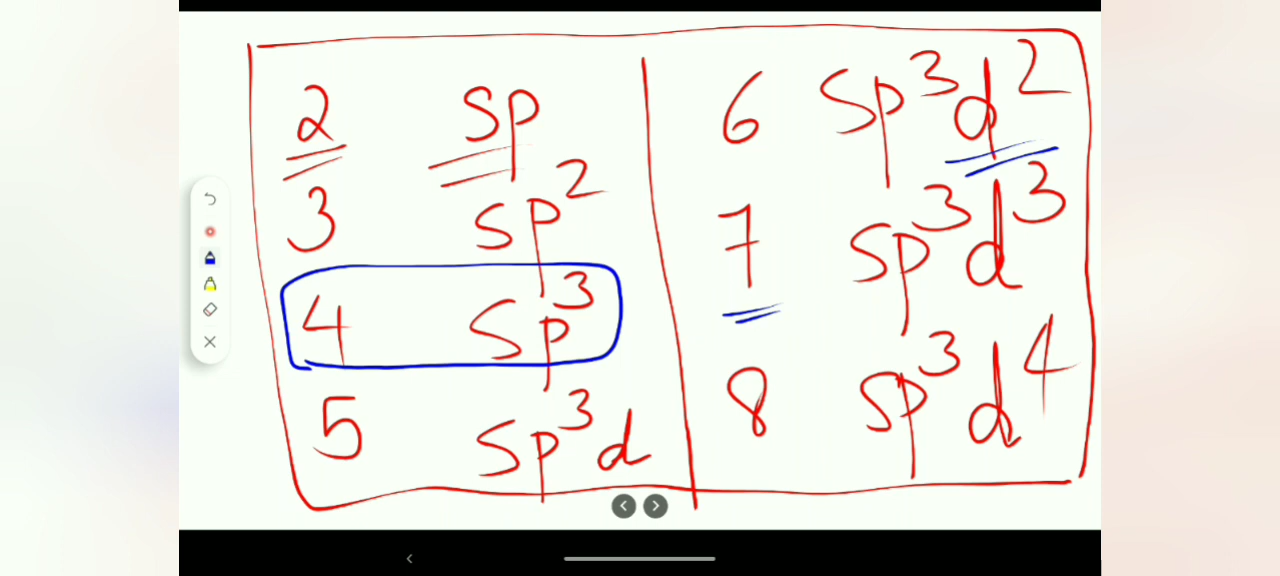 2 sp
3 sp²
4 sp³
5 sp³d
6 sp³d²
7 sp³d³
8 sp³d⁴